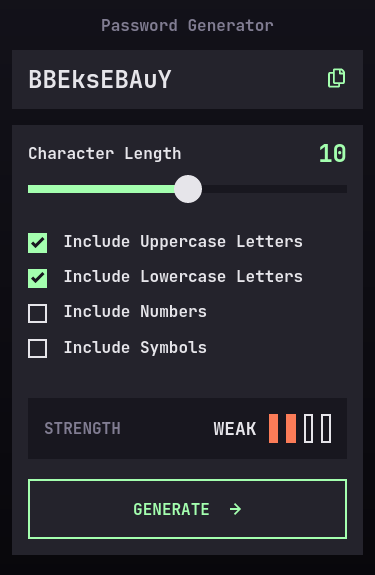 Password Generator
BBEksEBAuY
Character Length 10
Include Uppercase Letters
Include Lowercase Letters
Include Numbers
Include Symbols
STRENGTH WEAK
GENERATE →